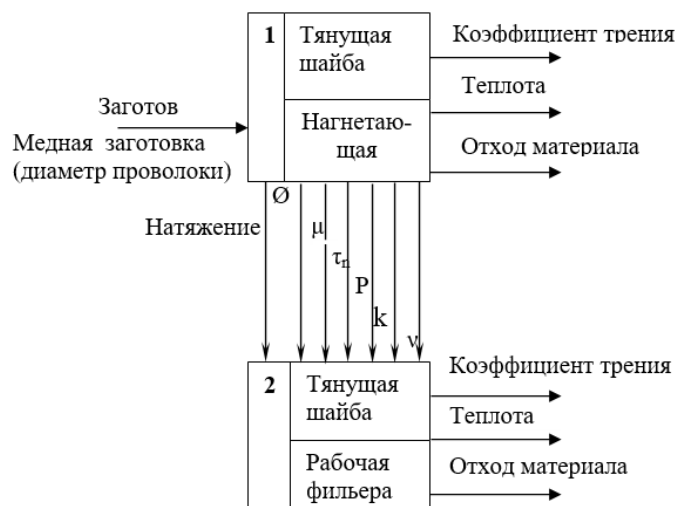 1
Тянущая
шайба
Коэффициент трения
Теплота
Заготов
Медная заготовка
(диаметр проволоки)
Нагнетаю-
щая
Отход материала
Натяжение
Ø
μ
τn
P
k
ν
2
Тянущая
шайба
Коэффициент трения
Теплота
Рабочая
фильера
Отход материала